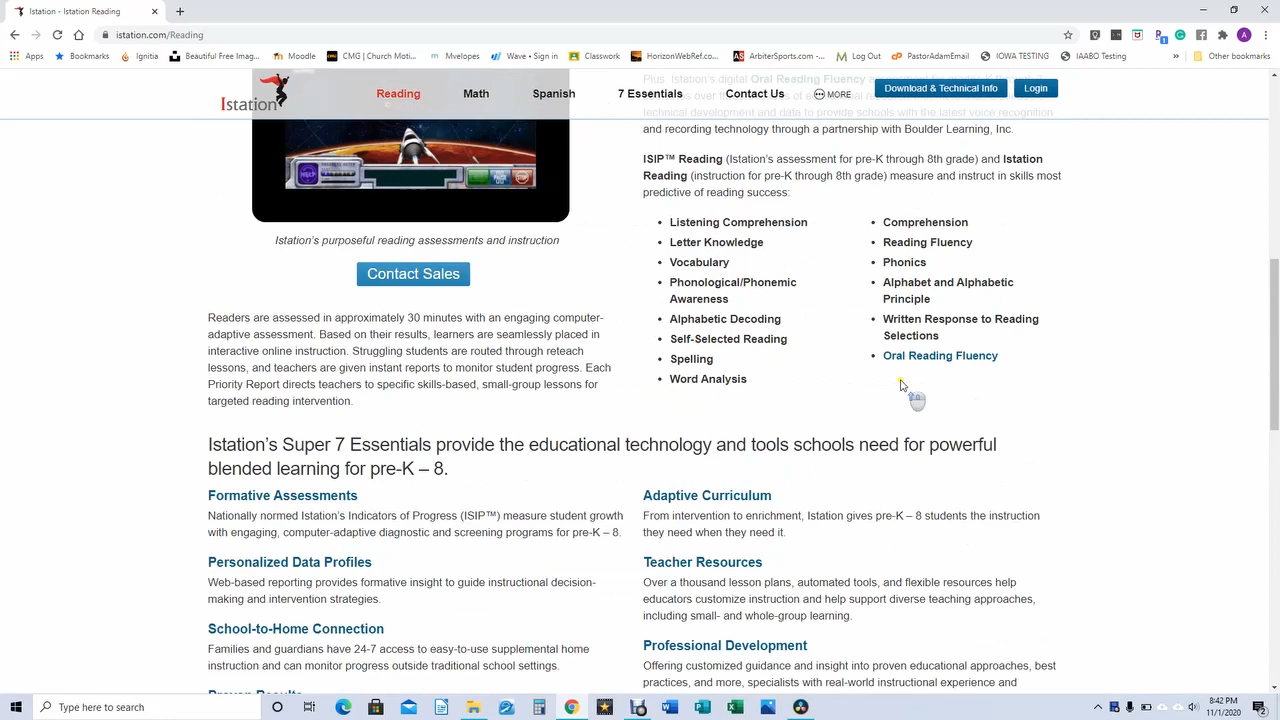 Istation - Istation Reading
istation.com/Reading
Apps
Bookmarks
Ignitia
Beautiful Free Imag...
Moodle
CMG | Church Moti...
Mvelopes
Wave • Sign in
Classwork
HorizonWebRef.co...
ArbiterSports.com -...
Log Out
PastorAdamEmail
IOWA TESTING
IAABO Testing
»
Other bookmarks
Istation
Reading
Math
Spanish
7 Essentials
Contact Us
MORE
Download & Technical Info
Login
HELP
Istation's purposeful reading assessments and instruction
Contact Sales
Readers are assessed in approximately 30 minutes with an engaging computer-
adaptive assessment. Based on their results, learners are seamlessly placed in
interactive online instruction. Struggling students are routed through reteach
lessons, and teachers are given instant reports to monitor student progress. Each
Priority Report directs teachers to specific skills-based, small-group lessons for
targeted reading intervention.
Plus Istation's digital Oral Reading Fluency
technical development and data to provide schools with the latest voice recognition
and recording technology through a partnership with Boulder Learning, Inc.
ISIP™ Reading (Istation's assessment for pre-K through 8th grade) and Istation
Reading (instruction for pre-K through 8th grade) measure and instruct in skills most
predictive of reading success:
• Listening Comprehension
• Letter Knowledge
• Vocabulary
• Phonological/Phonemic
Awareness
• Alphabetic Decoding
• Self-Selected Reading
• Spelling
• Word Analysis
• Comprehension
• Reading Fluency
• Phonics
• Alphabet and Alphabetic
Principle
• Written Response to Reading
Selections
• Oral Reading Fluency
Istation's Super 7 Essentials provide the educational technology and tools schools need for powerful
blended learning for pre-K – 8.
Formative Assessments
Nationally normed Istation's Indicators of Progress (ISIP™) measure student growth
with engaging, computer-adaptive diagnostic and screening programs for pre-K – 8.
Personalized Data Profiles
Web-based reporting provides formative insight to guide instructional decision-
making and intervention strategies.
School-to-Home Connection
Families and guardians have 24-7 access to easy-to-use supplemental home
instruction and can monitor progress outside traditional school settings.
Proven Results
Adaptive Curriculum
From intervention to enrichment, Istation gives pre-K – 8 students the instruction
they need when they need it.
Teacher Resources
Over a thousand lesson plans, automated tools, and flexible resources help
educators customize instruction and help support diverse teaching approaches,
including small- and whole-group learning.
Professional Development
Offering customized guidance and insight into proven educational approaches, best
practices, and more, specialists with real-world instructional experience and
Type here to search
8:42 PM
11/1/2020